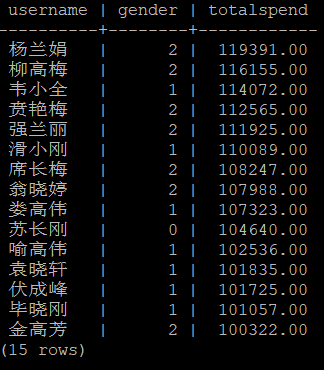 username | gender | totalspend
---------+--------+------------
杨兰娟 | 2 | 119391.00
柳高梅 | 2 | 116155.00
韦小全 | 1 | 114072.00
贲艳梅 | 2 | 112565.00
强兰丽 | 2 | 111925.00
滑小刚 | 1 | 110089.00
席长梅 | 2 | 108247.00
翁晓婷 | 2 | 107988.00
娄高伟 | 1 | 107323.00
苏长刚 | 0 | 104640.00
喻高伟 | 1 | 102536.00
袁晓轩 | 1 | 101835.00
伏成峰 | 1 | 101725.00
毕晓刚 | 1 | 101057.00
金高芳 | 2 | 100322.00
(15 rows)